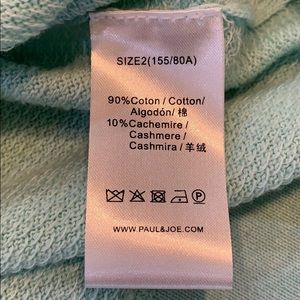 SIZE2(155/80A)
90%Coton / Cotton/
Algodón/ 棉
10%Cachemire /
Cashmere /
Cashmira / 羊绒
WWW.PAUL&JOE.COM